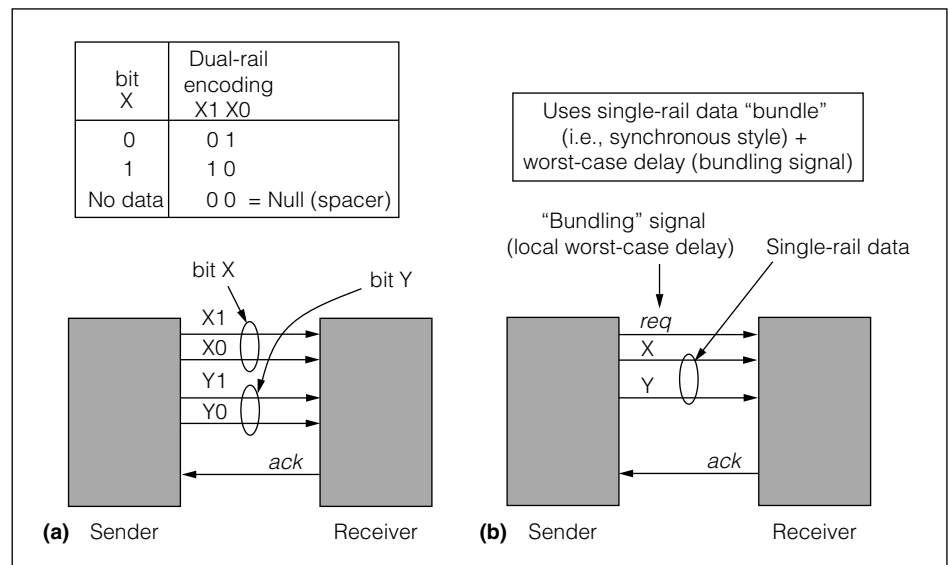 bit
X
Dual-rail
encoding
X1 X0
0
0 1
1
1 0
No data
0 0 = Null (spacer)
bit X
bit Y
X1
X0
Y1
Y0
ack
(a) Sender
Receiver
Uses single-rail data “bundle”
(i.e., synchronous style) +
worst-case delay (bundling signal)
“Bundling” signal
(local worst-case delay)
Single-rail data
req
X
Y
ack
(b) Sender
Receiver